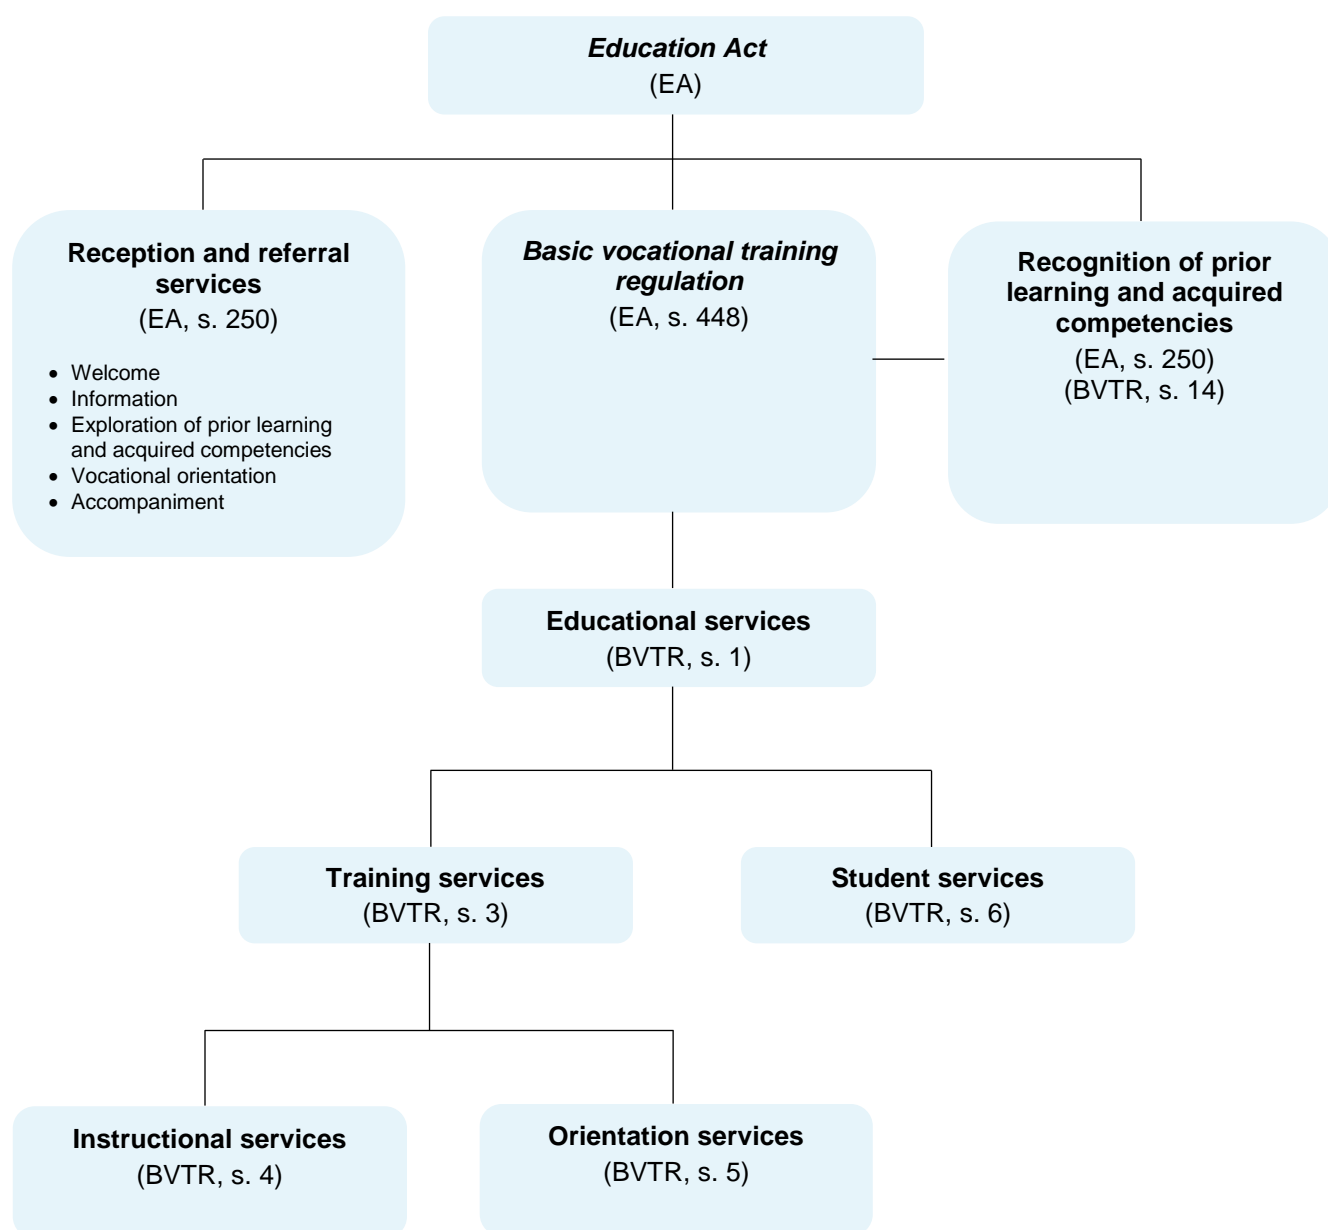 Education Act
(EA)
Reception and referral
services
(EA, s. 250)
• Welcome
• Information
• Exploration of prior learning
and acquired competencies
• Vocational orientation
• Accompaniment
Basic vocational training
regulation
(EA, s. 448)
Recognition of prior
learning and acquired
competencies
(EA, s. 250)
(BVTR, s. 14)
Educational services
(BVTR, s. 1)
Training services
(BVTR, s. 3)
Student services
(BVTR, s. 6)
Instructional services
(BVTR, s. 4)
Orientation services
(BVTR, s. 5)